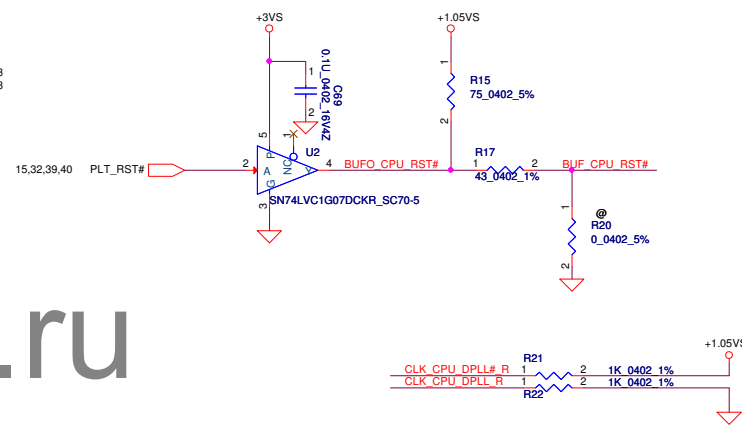 +3VS
+1.05VS
1
0.1U_0402_16V4Z
C69
2
1
R15
75_0402_5%
2
15,32,39,40
PLT_RST#
2
5
1
P
A
NC
Y
G
3
U2
4
BUFO_CPU_RST#
SN74LVC1G07DCKR_SC70-5
R17
1
2
43_0402_1%
BUF_CPU_RST#
1
@
R20
0_0402_5%
2
.ru
+1.05VS
R21
CLK_CPU_DPLL#_R
1
2
1K_0402_1%
CLK_CPU_DPLL_R
1
2
1K_0402_1%
R22